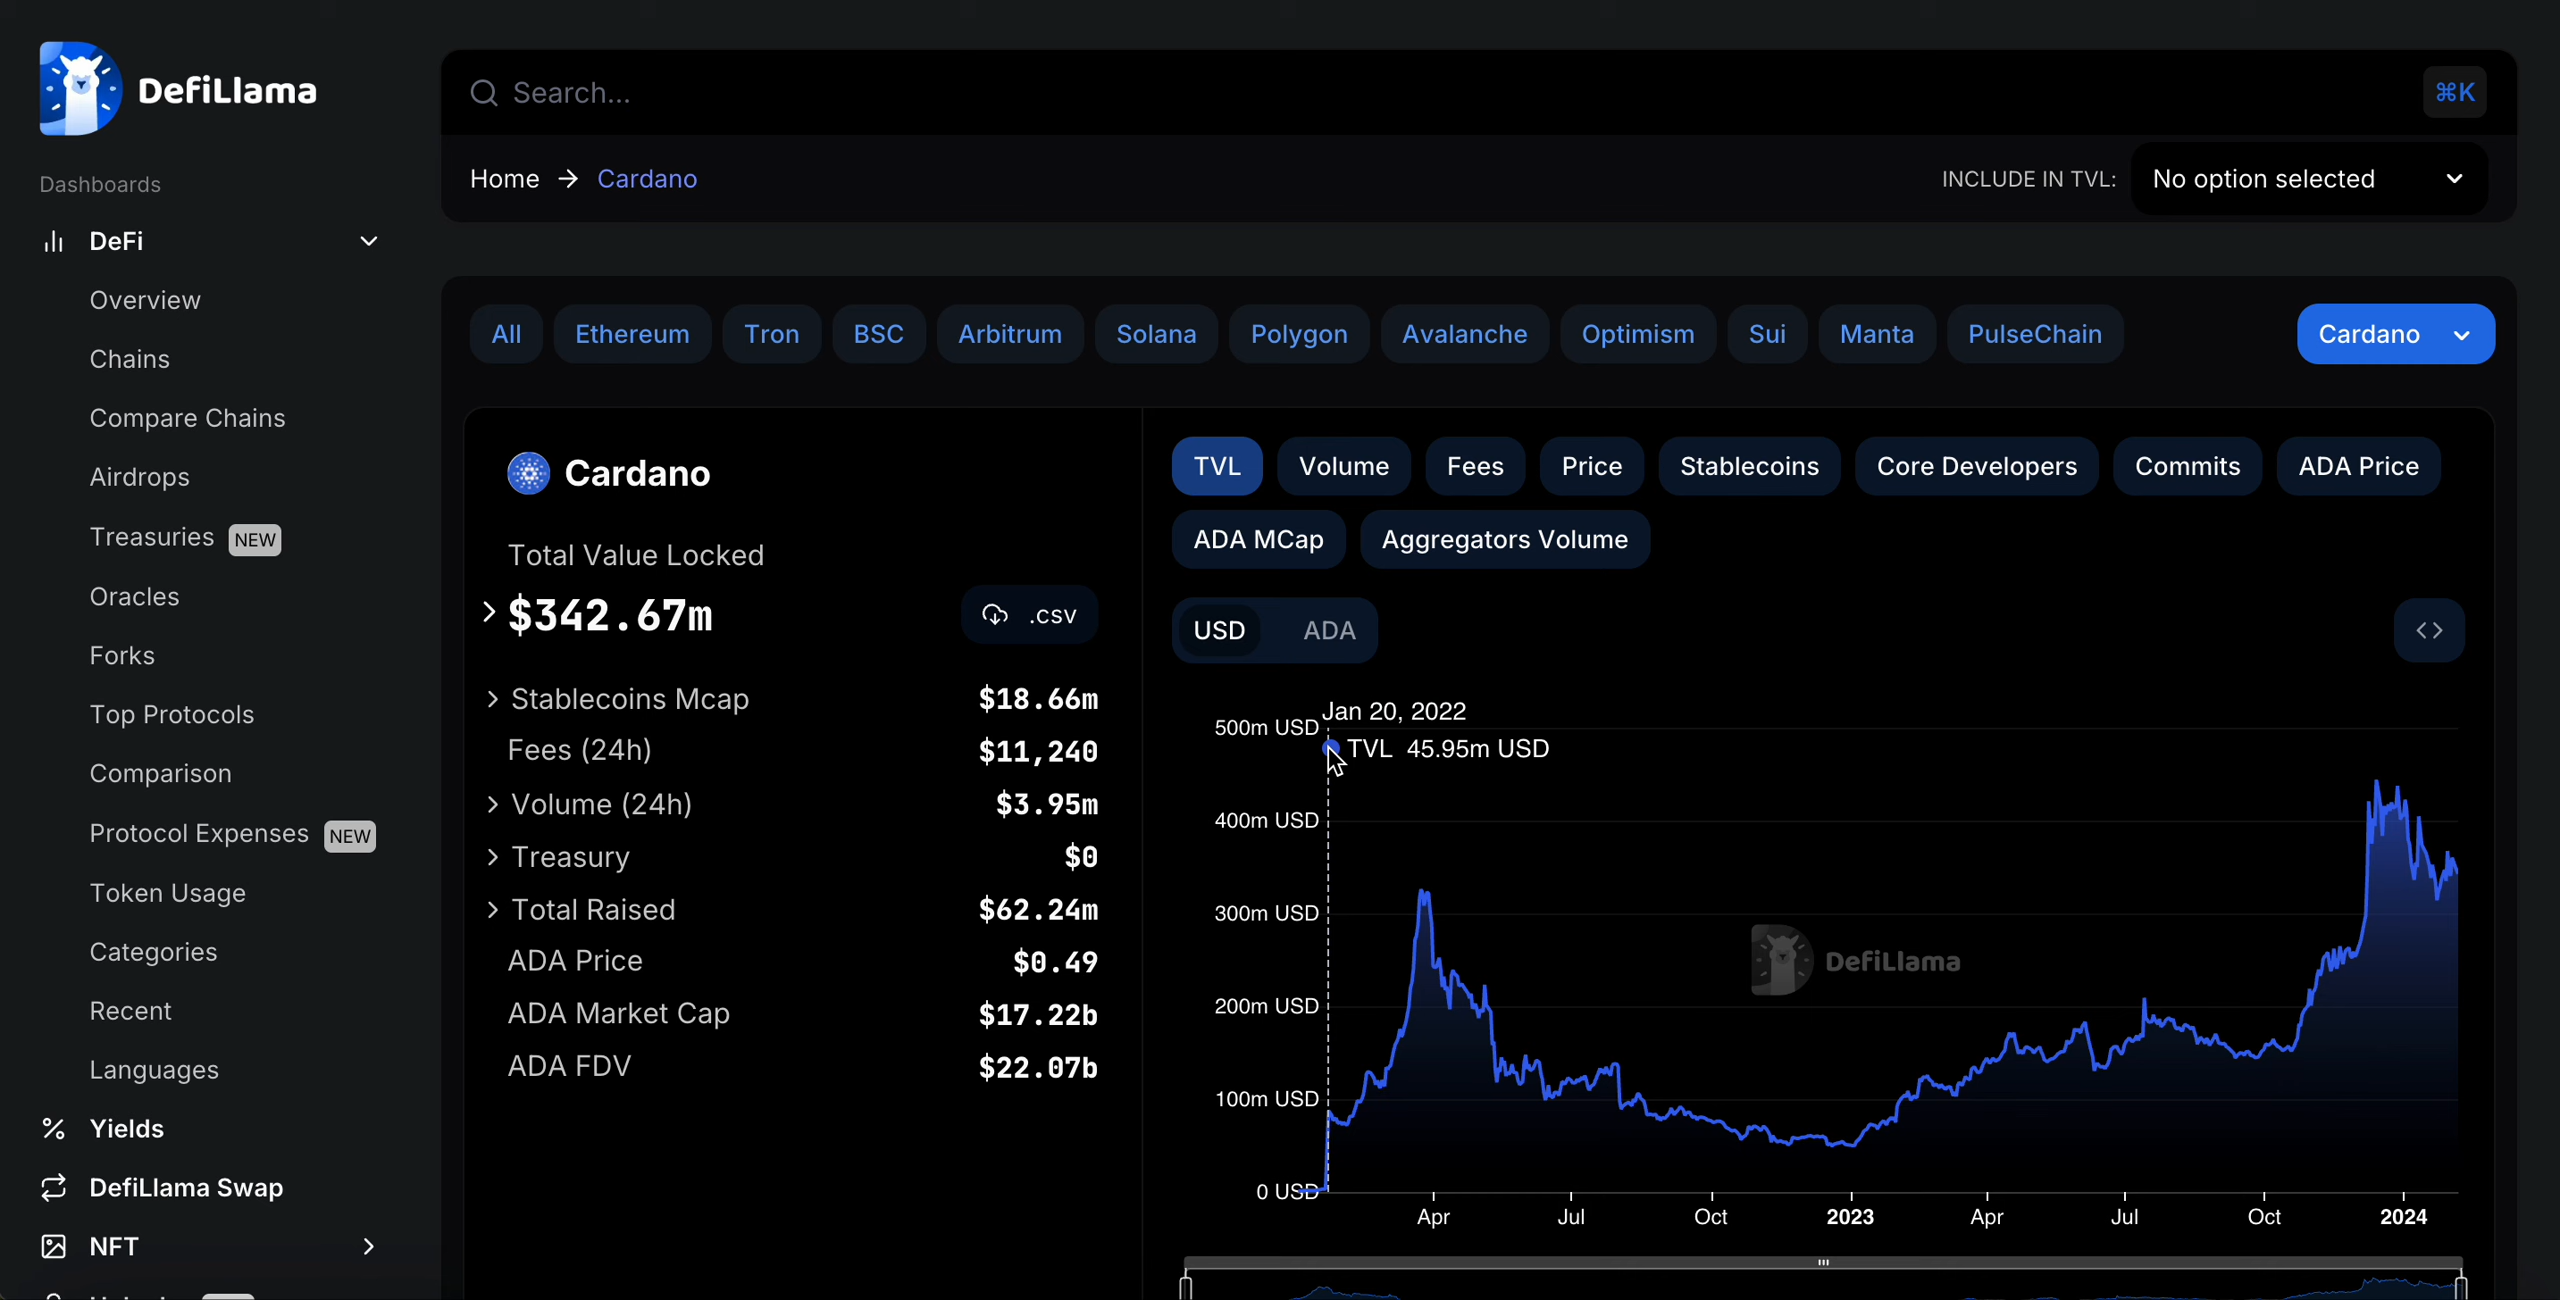 DefiLlama
Search...
⌘K
Home → Cardano
INCLUDE IN TVL:
No option selected
Dashboards
DeFi
Overview
Chains
Compare Chains
Airdrops
Treasuries NEW
Oracles
Forks
Top Protocols
Comparison
Protocol Expenses NEW
Token Usage
Categories
Recent
Languages
Yields
DefiLlama Swap
NFT
All
Ethereum
Tron
BSC
Arbitrum
Solana
Polygon
Avalanche
Optimism
Sui
Manta
PulseChain
Cardano
Cardano
Total Value Locked
$342.67m
.csv
Stablecoins Mcap $18.66m
Fees (24h) $11,240
Volume (24h) $3.95m
Treasury $0
Total Raised $62.24m
ADA Price $0.49
ADA Market Cap $17.22b
ADA FDV $22.07b
TVL
Volume
Fees
Price
Stablecoins
Core Developers
Commits
ADA Price
ADA MCap
Aggregators Volume
USD
ADA
Jan 20, 2022
TVL 45.95m USD
500m USD
400m USD
300m USD
200m USD
100m USD
0 USD
DefiLlama
Apr
Jul
Oct
2023
Apr
Jul
Oct
2024